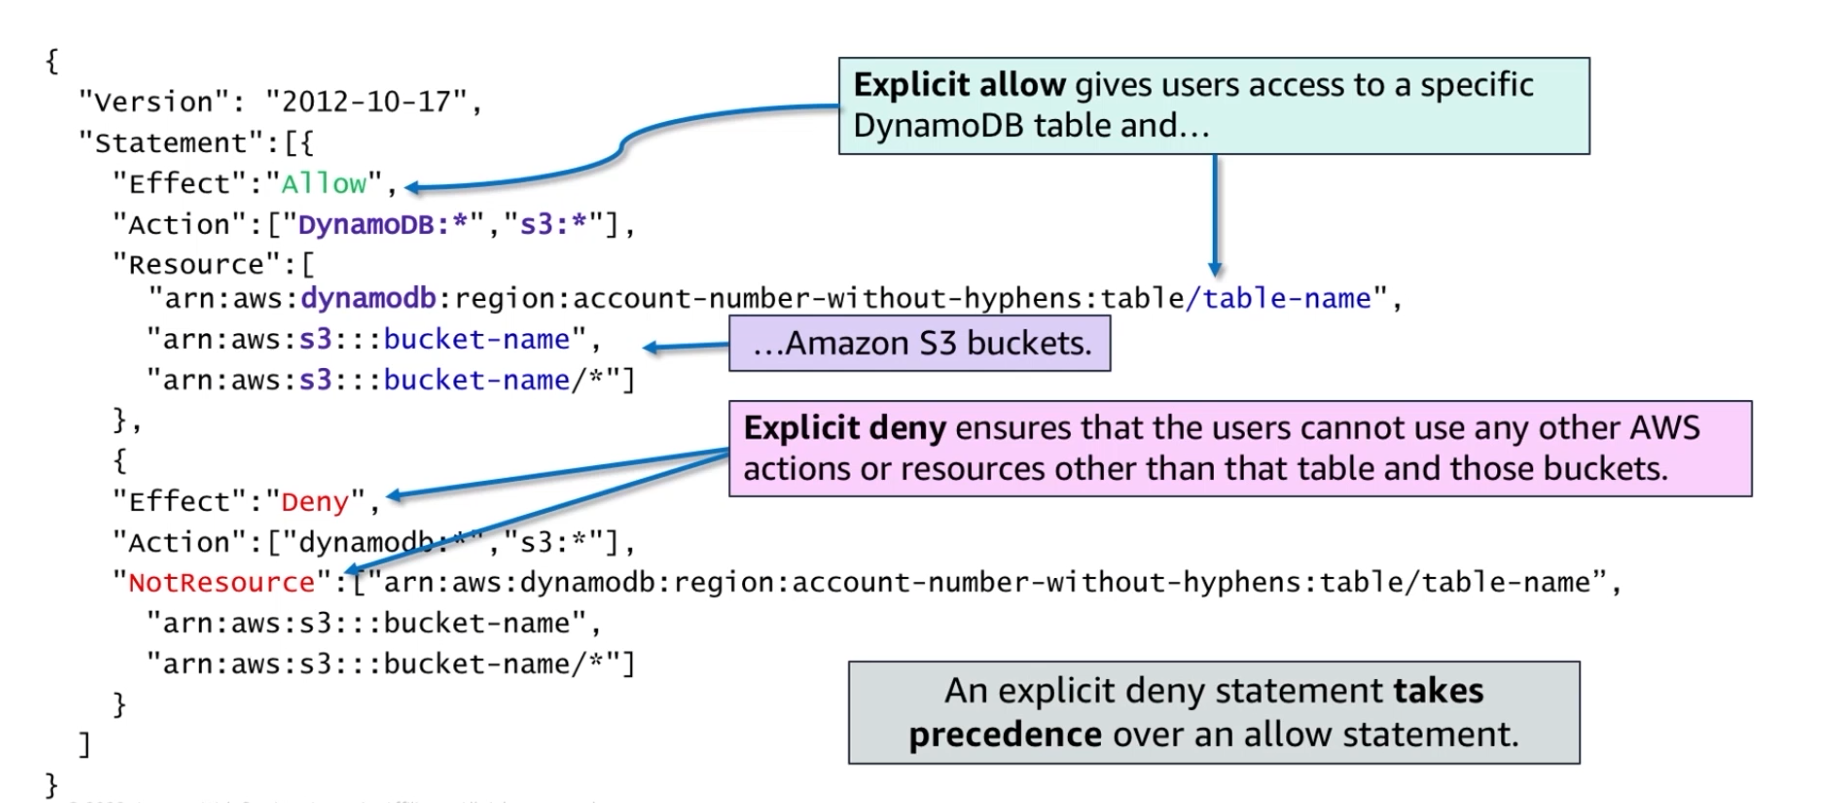 {
"Version": "2012-10-17",
"Statement":[{
"Effect":"Allow",
"Action":["DynamoDB:*","s3:*"],
"Resource":[
"arn:aws:dynamodb:region:account-number-without-hyphens:table/table-name",
"arn:aws:s3:::bucket-name",
"arn:aws:s3:::bucket-name/*"]
},
{
"Effect":"Deny",
"Action":["dynamodb:*","s3:*"],
"NotResource":["arn:aws:dynamodb:region:account-number-without-hyphens:table/table-name”,
"arn:aws:s3:::bucket-name",
"arn:aws:s3:::bucket-name/*"]
}
]
}
Explicit allow gives users access to a specific
DynamoDB table and…
…Amazon S3 buckets.
Explicit deny ensures that the users cannot use any other AWS
actions or resources other than that table and those buckets.
An explicit deny statement takes
precedence over an allow statement.